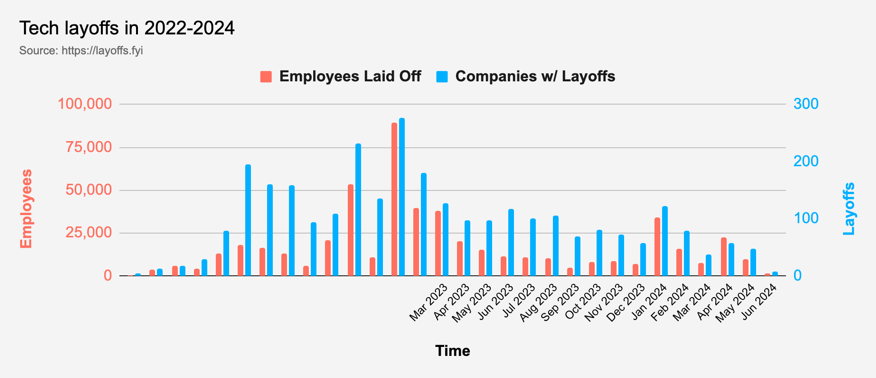 Tech layoffs in 2022-2024
Source: https://layoffs.fyi
Employees Laid Off
Companies w/ Layoffs
100,000
75,000
50,000
25,000
0
Employees
300
200
100
0
Layoffs
Mar 2023
Apr 2023
May 2023
Jun 2023
Jul 2023
Aug 2023
Sep 2023
Oct 2023
Nov 2023
Dec 2023
Jan 2024
Feb 2024
Mar 2024
Apr 2024
May 2024
Jun 2024
Time